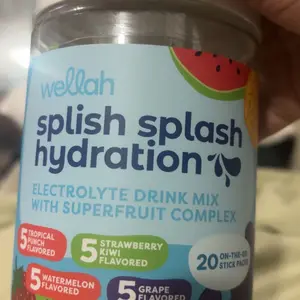 wellah
splish splash
hydration
ELECTROLYTE DRINK MIX
WITH SUPERFRUIT COMPLEX
5 TROPICAL PUNCH FLAVORED
5 STRAWBERRY KIWI FLAVORED
5 WATERMELON FLAVORED
5 GRAPE FLAVORED
20 ON-THE-GO STICK PACKS